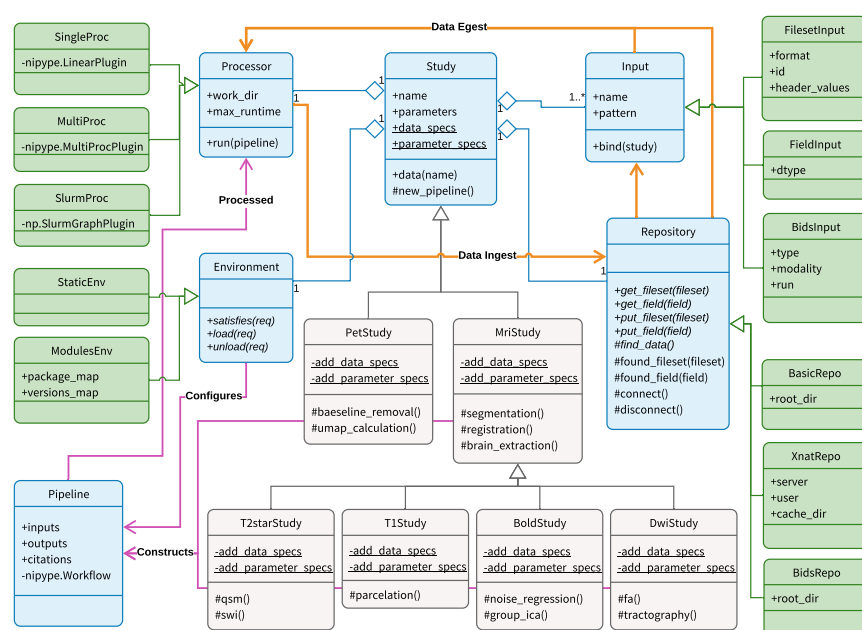 Data Egest
SingleProc
-nipype.LinearPlugin
MultiProc
-nipype.MultiProcPlugin
SlurmProc
-np.SlurmGraphPlugin
StaticEnv
ModulesEnv
+package_map
+versions_map
Processor
+work_dir
+max_runtime
+run(pipeline)
1
1
1
Study
+name
+parameters
+data_specs
+parameter_specs
+data(name)
#new_pipeline()
1
1
1..*
Input
+name
+pattern
+bind(study)
FilesetInput
+format
+id
+header_values
FieldInput
+dtype
BidsInput
+type
+modality
+run
Processed
Data Ingest
1
1
Environment
+satisfies(req)
+load(req)
+unload(req)
Repository
+get_fileset(fileset)
+get_field(field)
+put_fileset(fileset)
+put_field(field)
#find_data()
#found_fileset(fileset)
#found_field(field)
#connect()
#disconnect()
PetStudy
-add_data_specs
-add_parameter_specs
#baeseline_removal()
#umap_calculation()
MriStudy
-add_data_specs
-add_parameter_specs
#segmentation()
#registration()
#brain_extraction()
BasicRepo
+root_dir
XnatRepo
+server
+user
+cache_dir
BidsRepo
+root_dir
Configures
Constructs
Pipeline
+inputs
+outputs
+citations
-nipype.Workflow
T2starStudy
-add_data_specs
-add_parameter_specs
#qsm()
#swi()
T1Study
-add_data_specs
-add_parameter_specs
#parcelation()
BoldStudy
-add_data_specs
-add_parameter_specs
#noise_regression()
#group_ica()
DwiStudy
-add_data_specs
-add_parameter_specs
#fa()
#tractography()